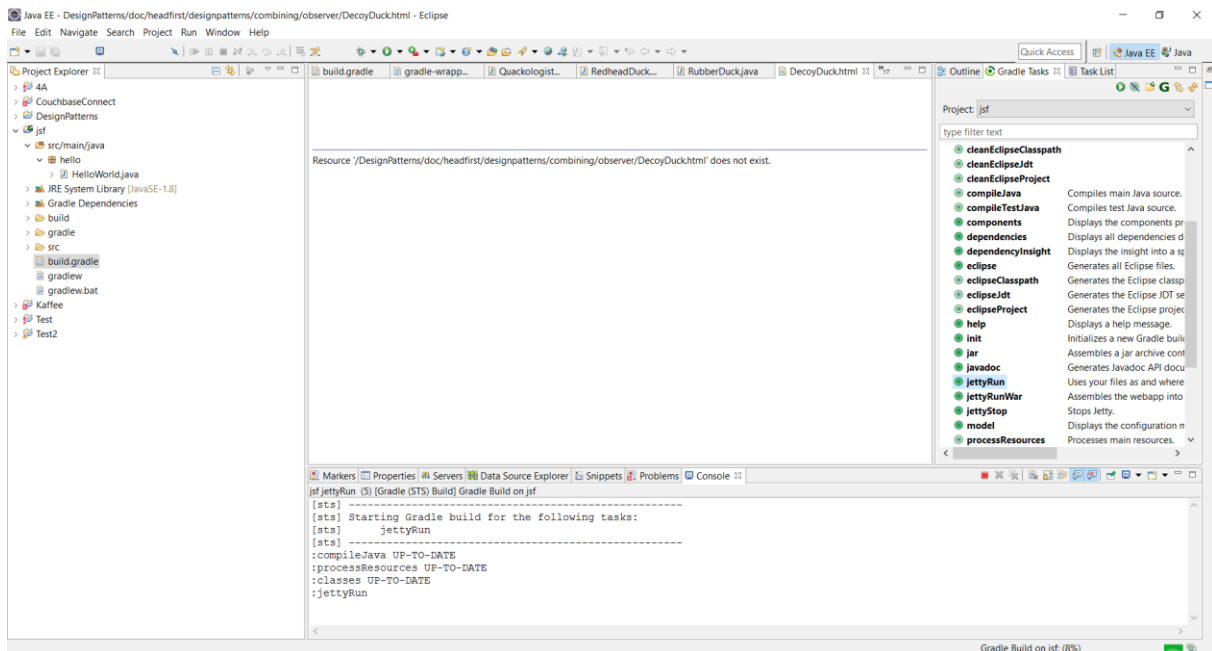 Java EE - DesignPatterns/doc/headfirst/designpatterns/combining/observer/DecoyDuck.html - Eclipse
File Edit Navigate Search Project Run Window Help
Quick Access Java EE Java
Project Explorer
4A
CouchbaseConnect
DesignPatterns
jsf
src/main/java
hello
HelloWorld.java
JRE System Library [JavaSE-1.8]
Gradle Dependencies
build
gradle
src
build.gradle
gradlew
gradlew.bat
Kaffee
Test
Test2
build.gradle gradle-wrapp... Quackologist... RedheadDuck... RubberDuck.java DecoyDuck.html »17
Resource '/DesignPatterns/doc/headfirst/designpatterns/combining/observer/DecoyDuck.html' does not exist.
Outline Gradle Tasks Task List
Project: jsf
type filter text
cleanEclipseClasspath
cleanEclipseJdt
cleanEclipseProject
compileJava Compiles main Java source.
compileTestJava Compiles test Java source.
components Displays the components pr
dependencies Displays all dependencies d
dependencyInsight Displays the insight into a sp
eclipse Generates all Eclipse files.
eclipseClasspath Generates the Eclipse classp
eclipseJdt Generates the Eclipse JDT se
eclipseProject Generates the Eclipse projec
help Displays a help message.
init Initializes a new Gradle build
jar Assembles a jar archive cont
javadoc Generates Javadoc API docu
jettyRun Uses your files as and where
jettyRunWar Assembles the webapp into
jettyStop Stops Jetty.
model Displays the configuration m
processResources Processes main resources.
Markers Properties Servers Data Source Explorer Snippets Problems Console
jsf jettyRun (5) [Gradle (STS) Build] Gradle Build on jsf
[sts] -----------------------------------------------------
[sts] Starting Gradle build for the following tasks:
[sts] jettyRun
[sts] -----------------------------------------------------
:compileJava UP-TO-DATE
:processResources UP-TO-DATE
:classes UP-TO-DATE
:jettyRun
Gradle Build on jsf: (8%)